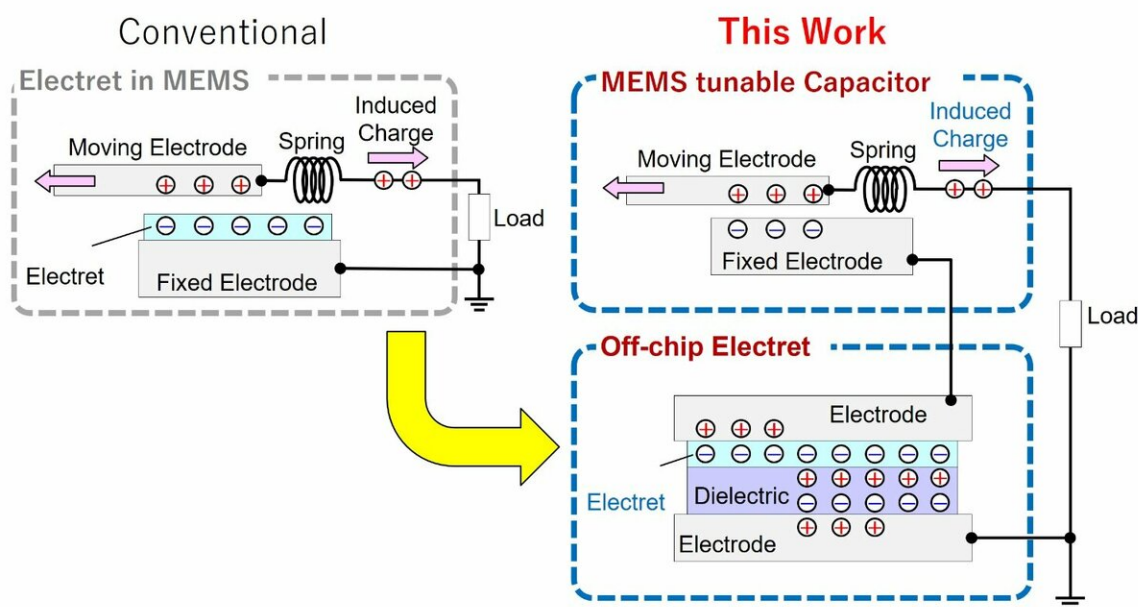 Conventional
Electret in MEMS
Induced
Charge
Spring
Moving Electrode
Load
Electret
Fixed Electrode
This Work
MEMS tunable Capacitor
Induced
Charge
Spring
Moving Electrode
Fixed Electrode
Load
Off-chip Electret
Electrode
Electret
Dielectric
Electrode